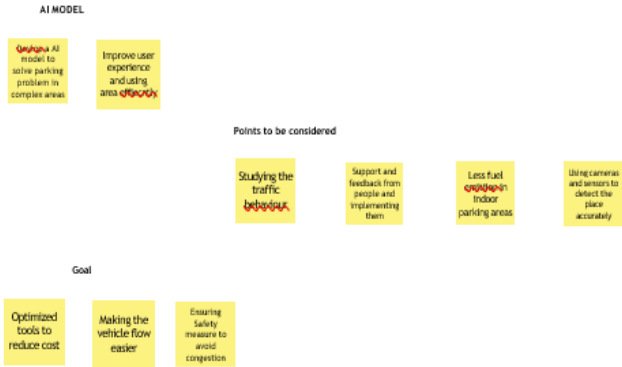 AI MODEL
a AI
model to
solve parking
problem in
complex areas
Improve user
experience
and using
area
Points to be considered
Studying the
traffic
behaviour
Support and
feedback from
people and
implementing
them
Less fuel
in
indoor
parking areas
Using cameras
and sensors to
detect the
place
accurately
Goal
Optimized
tools to
reduce cost
Making the
vehicle flow
easier
Ensuring
Safety
measure to
avoid
congestion